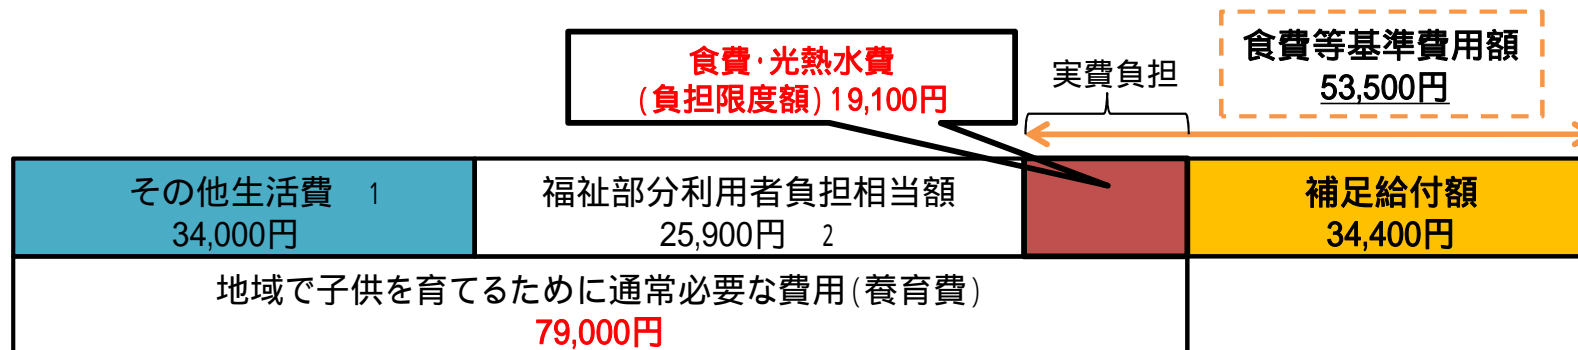 食費等基準費用額
53,500円
食費・光熱水費
(負担限度額)19,100円
実費負担
その他生活費 1
34,000円
福祉部分利用者負担相当額
25,900円 2
補足給付額
34,400円
地域で子供を育てるために通常必要な費用(養育費)
79,000円